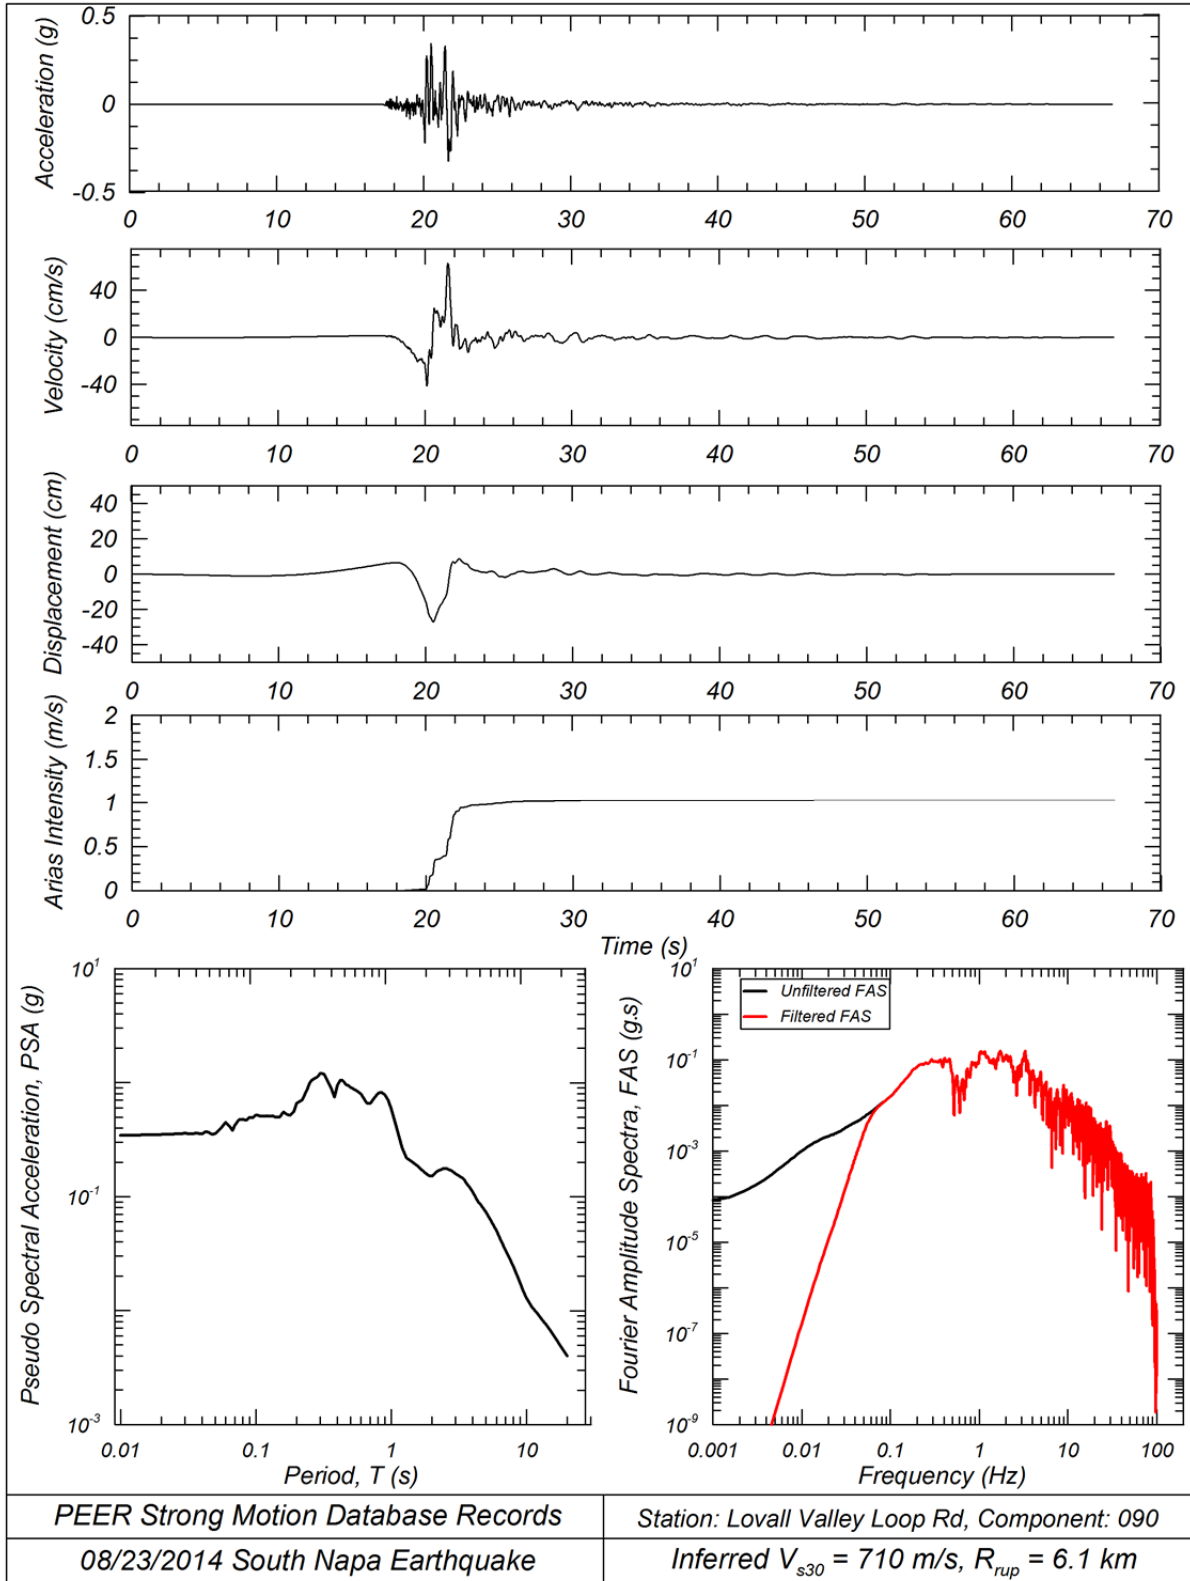 0.5
0
-0.5
Acceleration (g)
0 10 20 30 40 50 60 70
40
0
-40
Velocity (cm/s)
0 10 20 30 40 50 60 70
40
20
0
-20
-40
Displacement (cm)
0 10 20 30 40 50 60 70
2
1.5
1
0.5
0
Arias Intensity (m/s)
0 10 20 30 40 50 60 70
Time (s)
10¹
10⁰
10⁻¹
10⁻³
Pseudo Spectral Acceleration, PSA (g)
0.01 0.1 1 10
Period, T (s)
10¹
10⁻¹
10⁻³
10⁻⁵
10⁻⁷
10⁻⁹
Fourier Amplitude Spectra, FAS (g.s)
Unfiltered FAS
Filtered FAS
0.001 0.01 0.1 1 10 100
Frequency (Hz)
PEER Strong Motion Database Records
Station: Lovall Valley Loop Rd, Component: 090
08/23/2014 South Napa Earthquake
Inferred Vs30 = 710 m/s, Rrup = 6.1 km